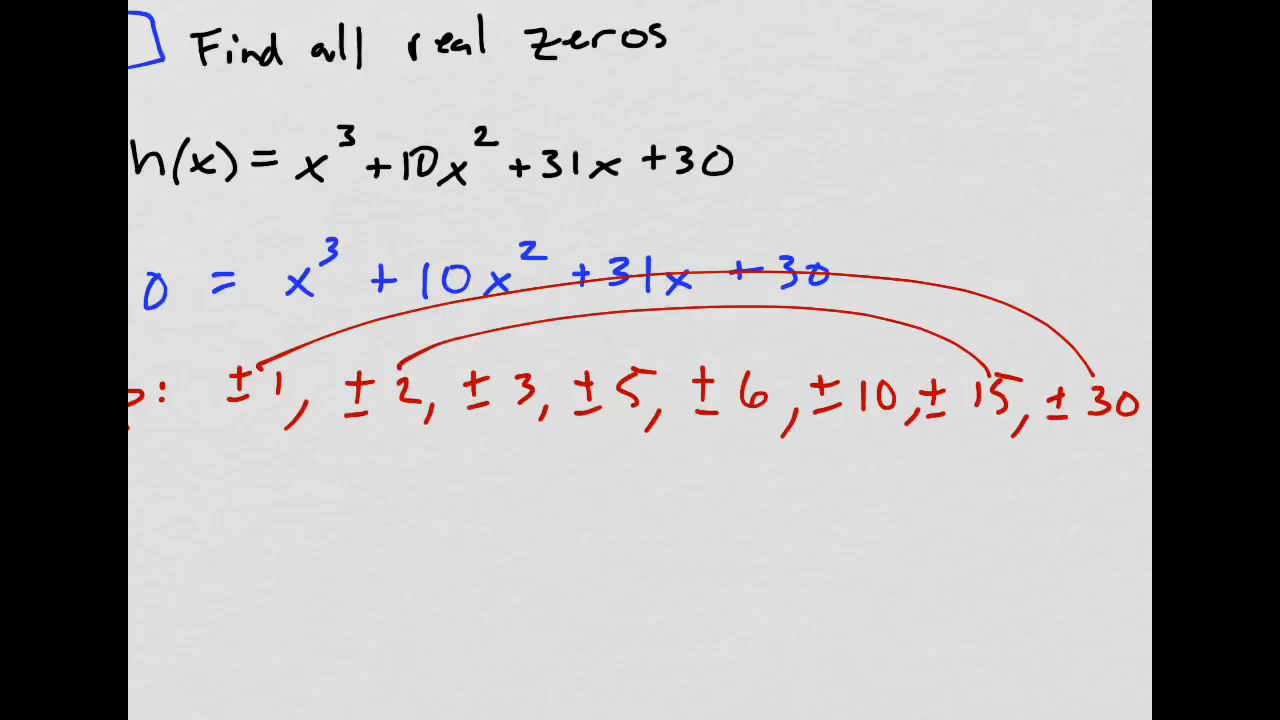 Find all real zeros
h(x) = x³ + 10x² + 31x + 30
0 = x³ + 10x² + 31x + 30
p: ± 1, ± 2, ± 3, ± 5, ± 6, ± 10, ± 15, ± 30